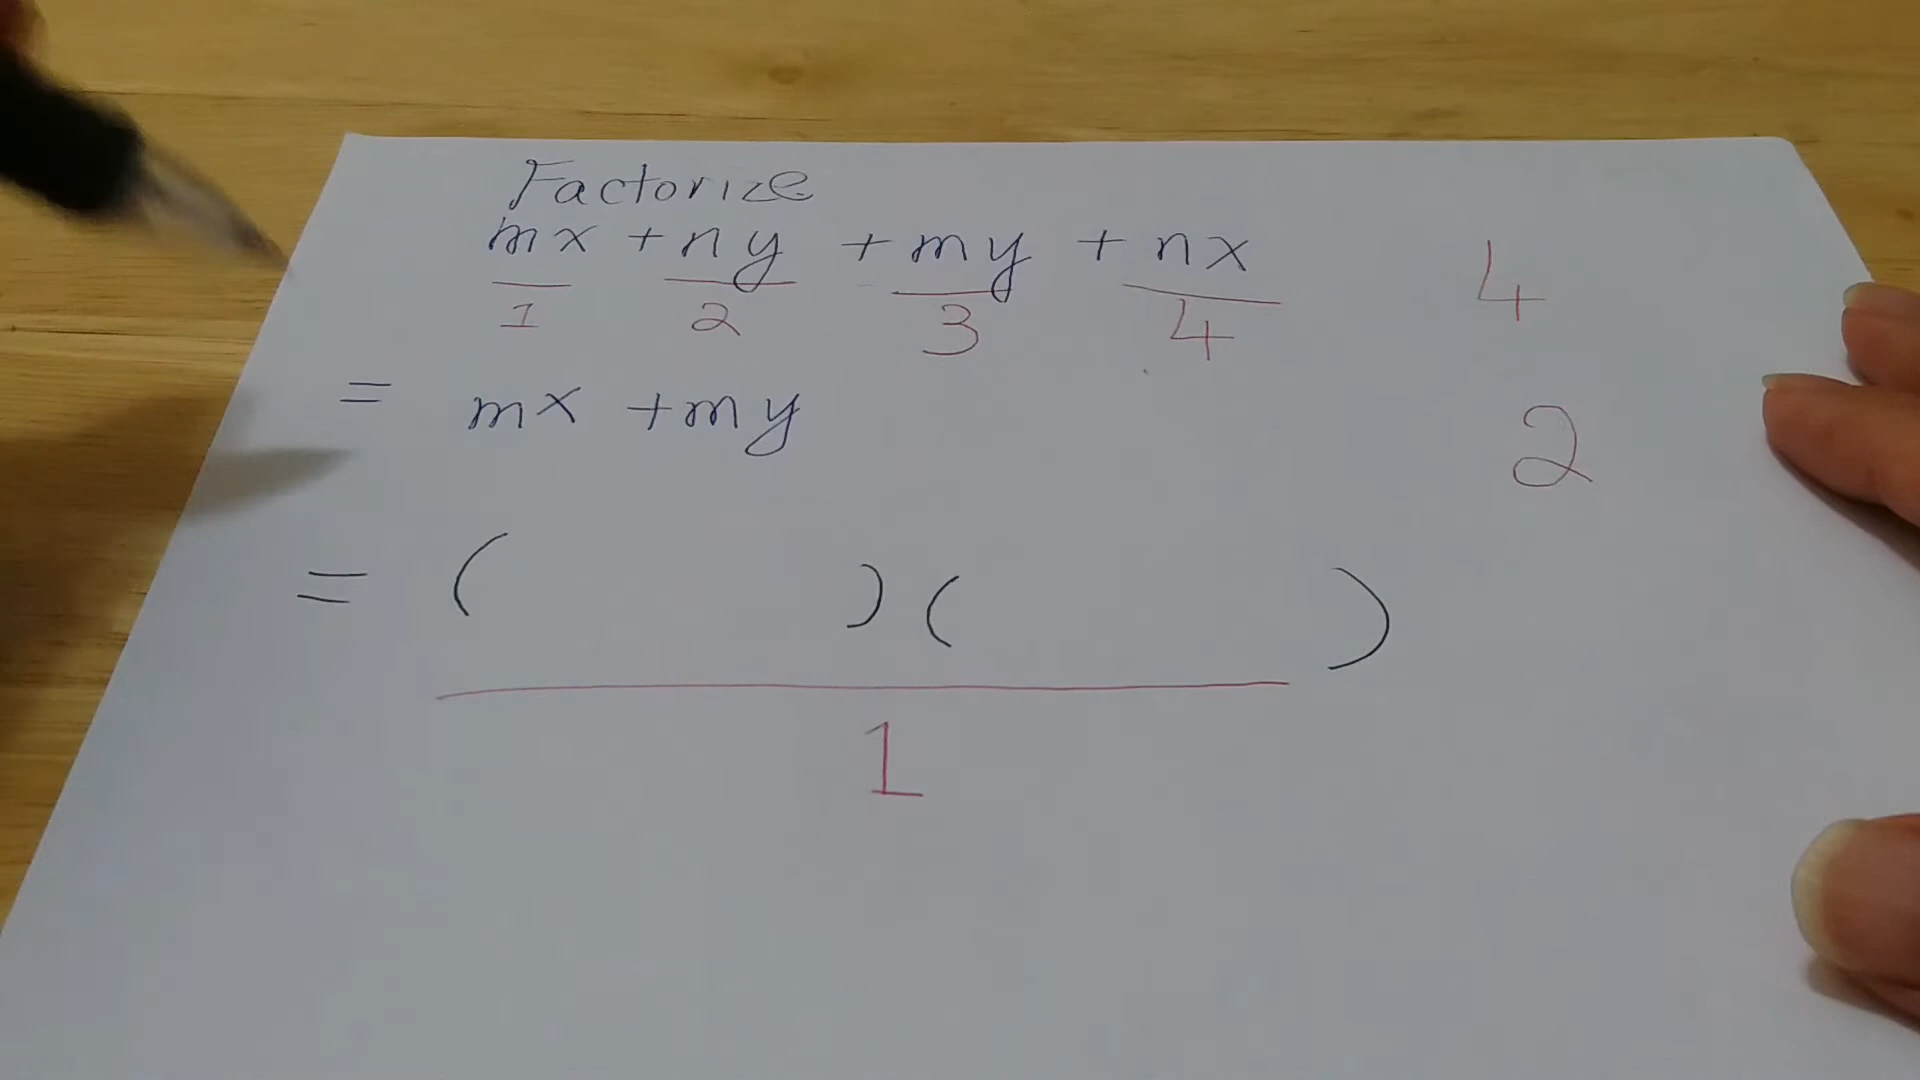 Factorize
mx + ny + my + nx 4
1 2 3 4
= mx + my 2
= ( ) ( )
1